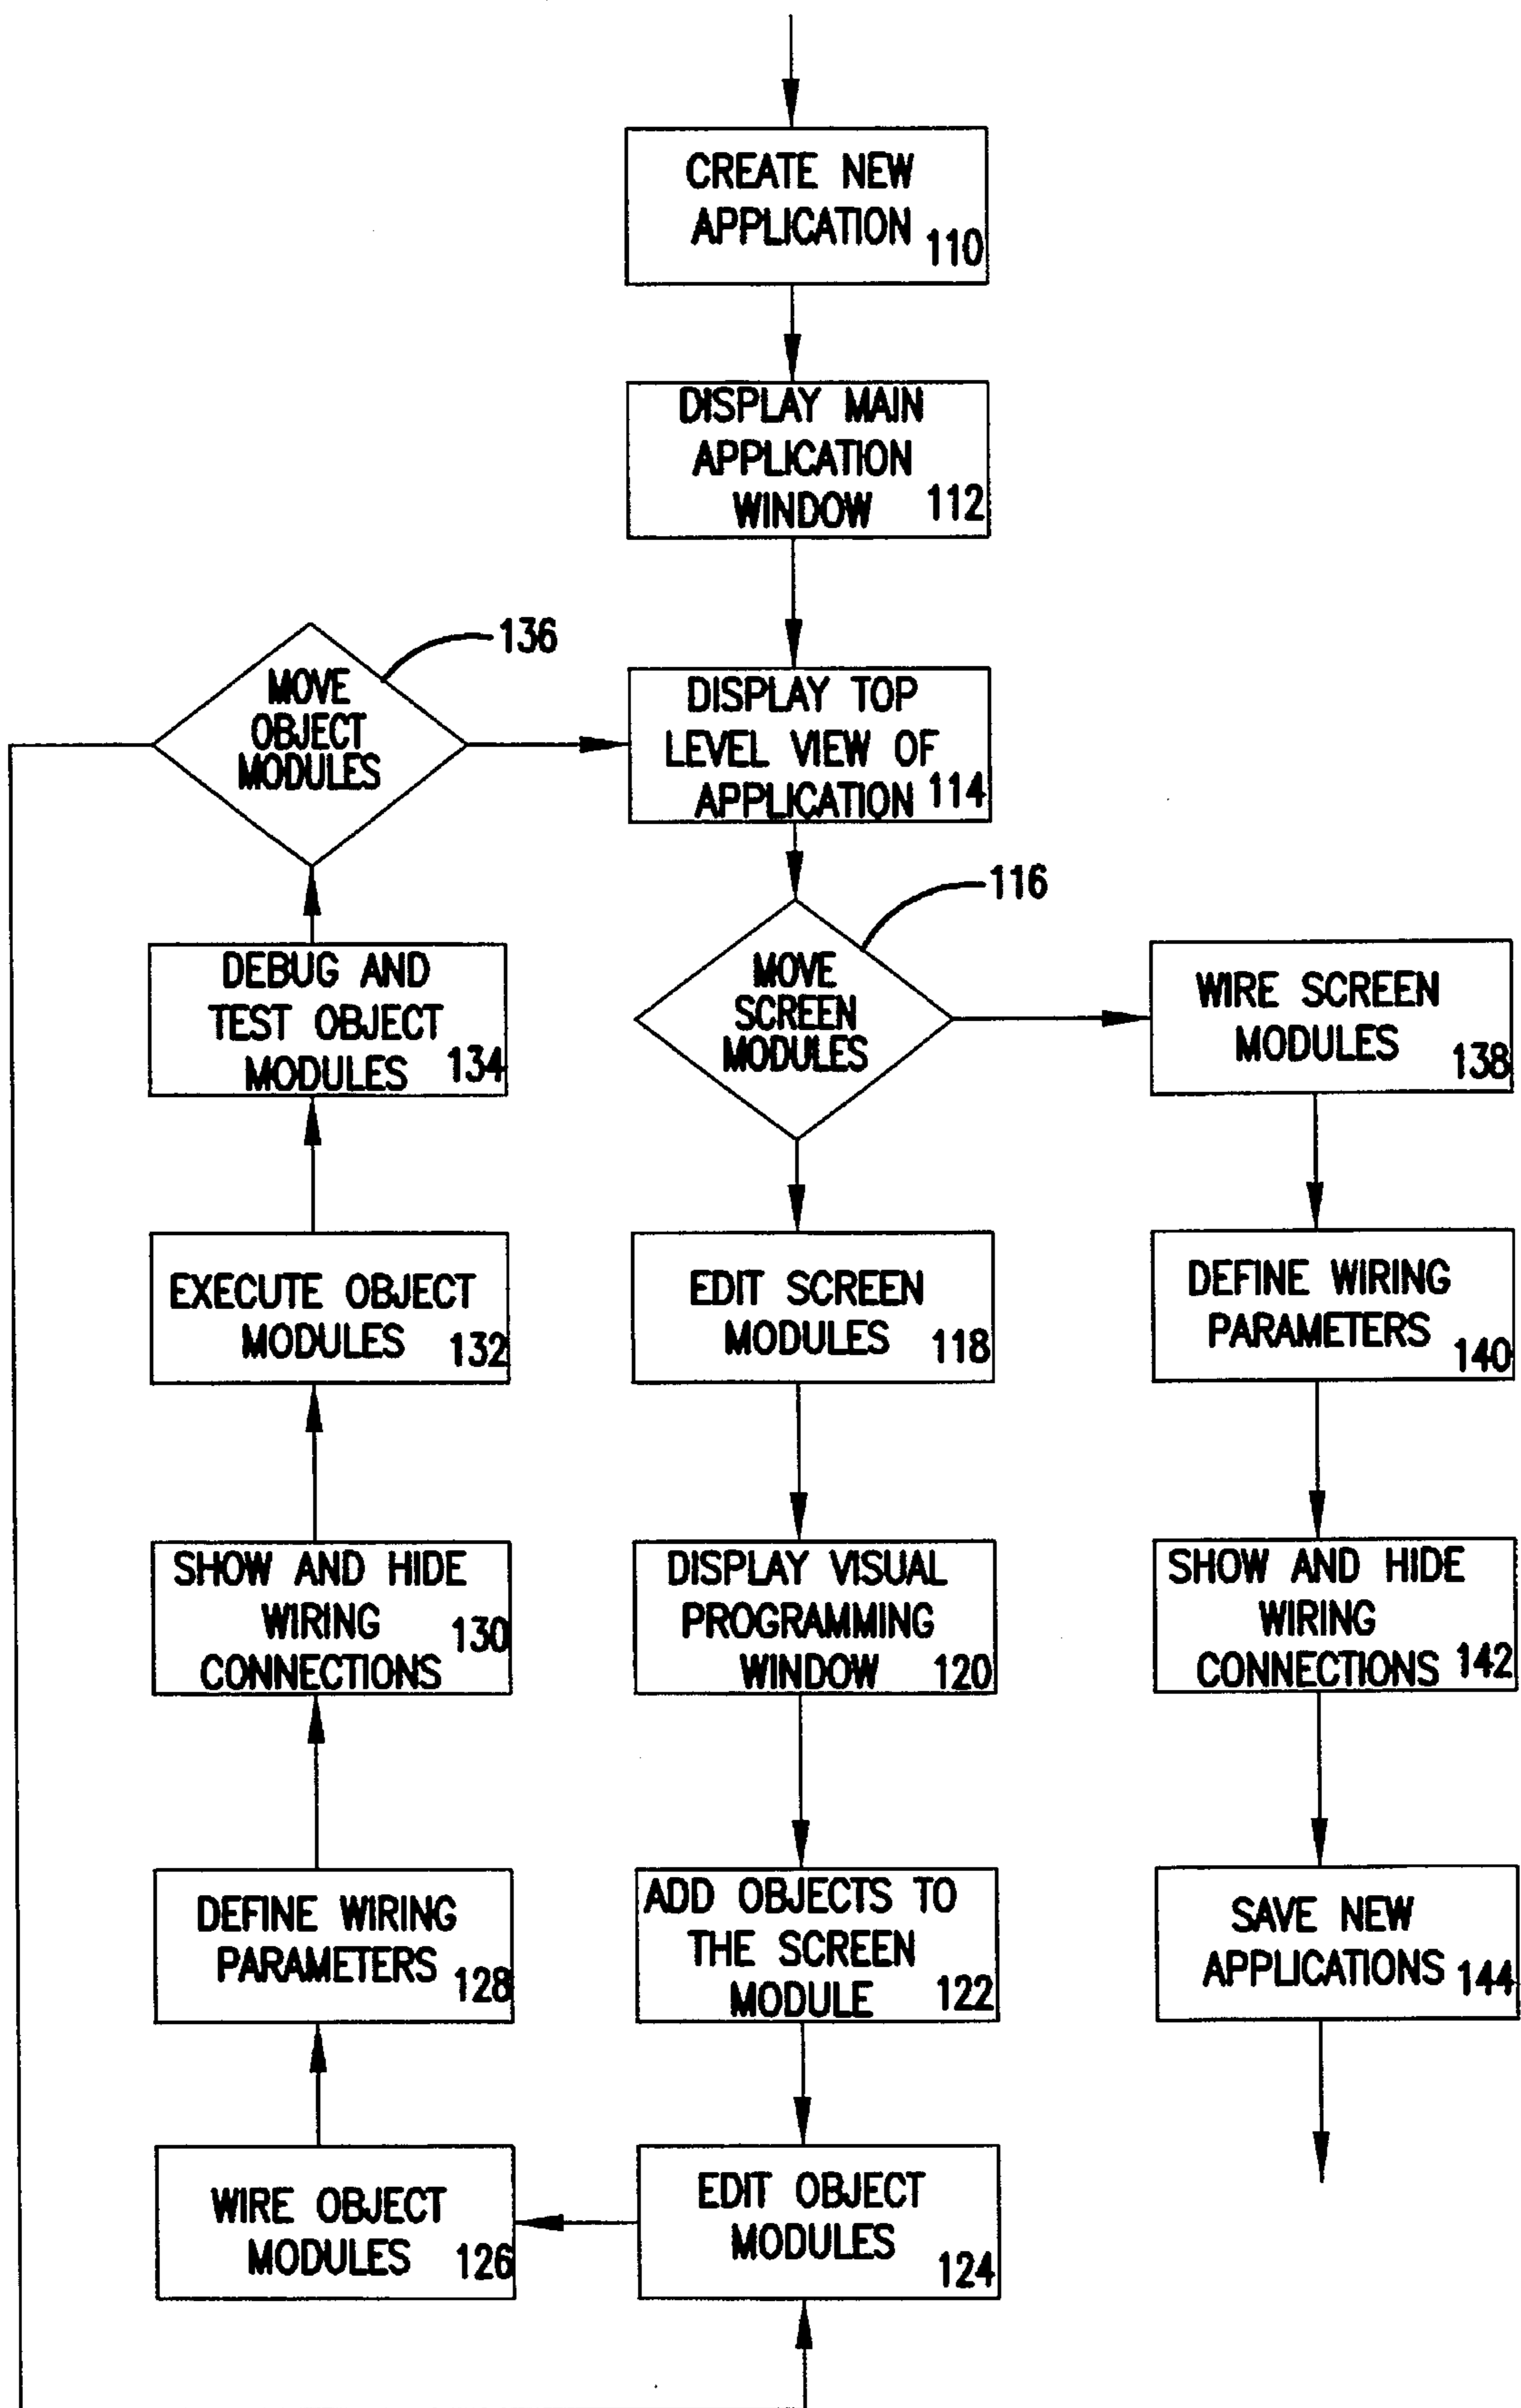 CREATE NEW
APPLICATION 110
DISPLAY MAIN
APPLICATION
WINDOW 112
136
MOVE
OBJECT
MODULES
DISPLAY TOP
LEVEL VIEW OF
APPLICATION 114
116
MOVE
SCREEN
MODULES
DEBUG AND
TEST OBJECT
MODULES 134
WIRE SCREEN
MODULES 138
EXECUTE OBJECT
MODULES 132
EDIT SCREEN
MODULES 118
DEFINE WIRING
PARAMETERS 140
SHOW AND HIDE
WIRING
CONNECTIONS 130
DISPLAY VISUAL
PROGRAMMING
WINDOW 120
SHOW AND HIDE
WIRING
CONNECTIONS 142
DEFINE WIRING
PARAMETERS 128
ADD OBJECTS TO
THE SCREEN
MODULE 122
SAVE NEW
APPLICATIONS 144
WIRE OBJECT
MODULES 126
EDIT OBJECT
MODULES 124